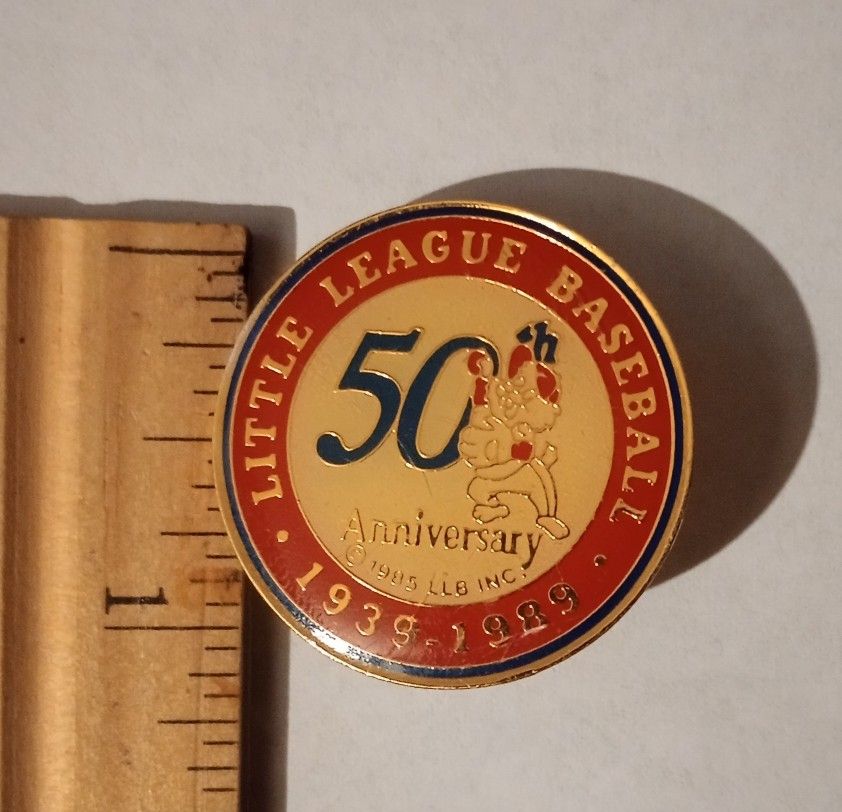 LITTLE LEAGUE BASEBALL
50th
Anniversary
© 1985 LLB INC.
• 1939-1989 •
1